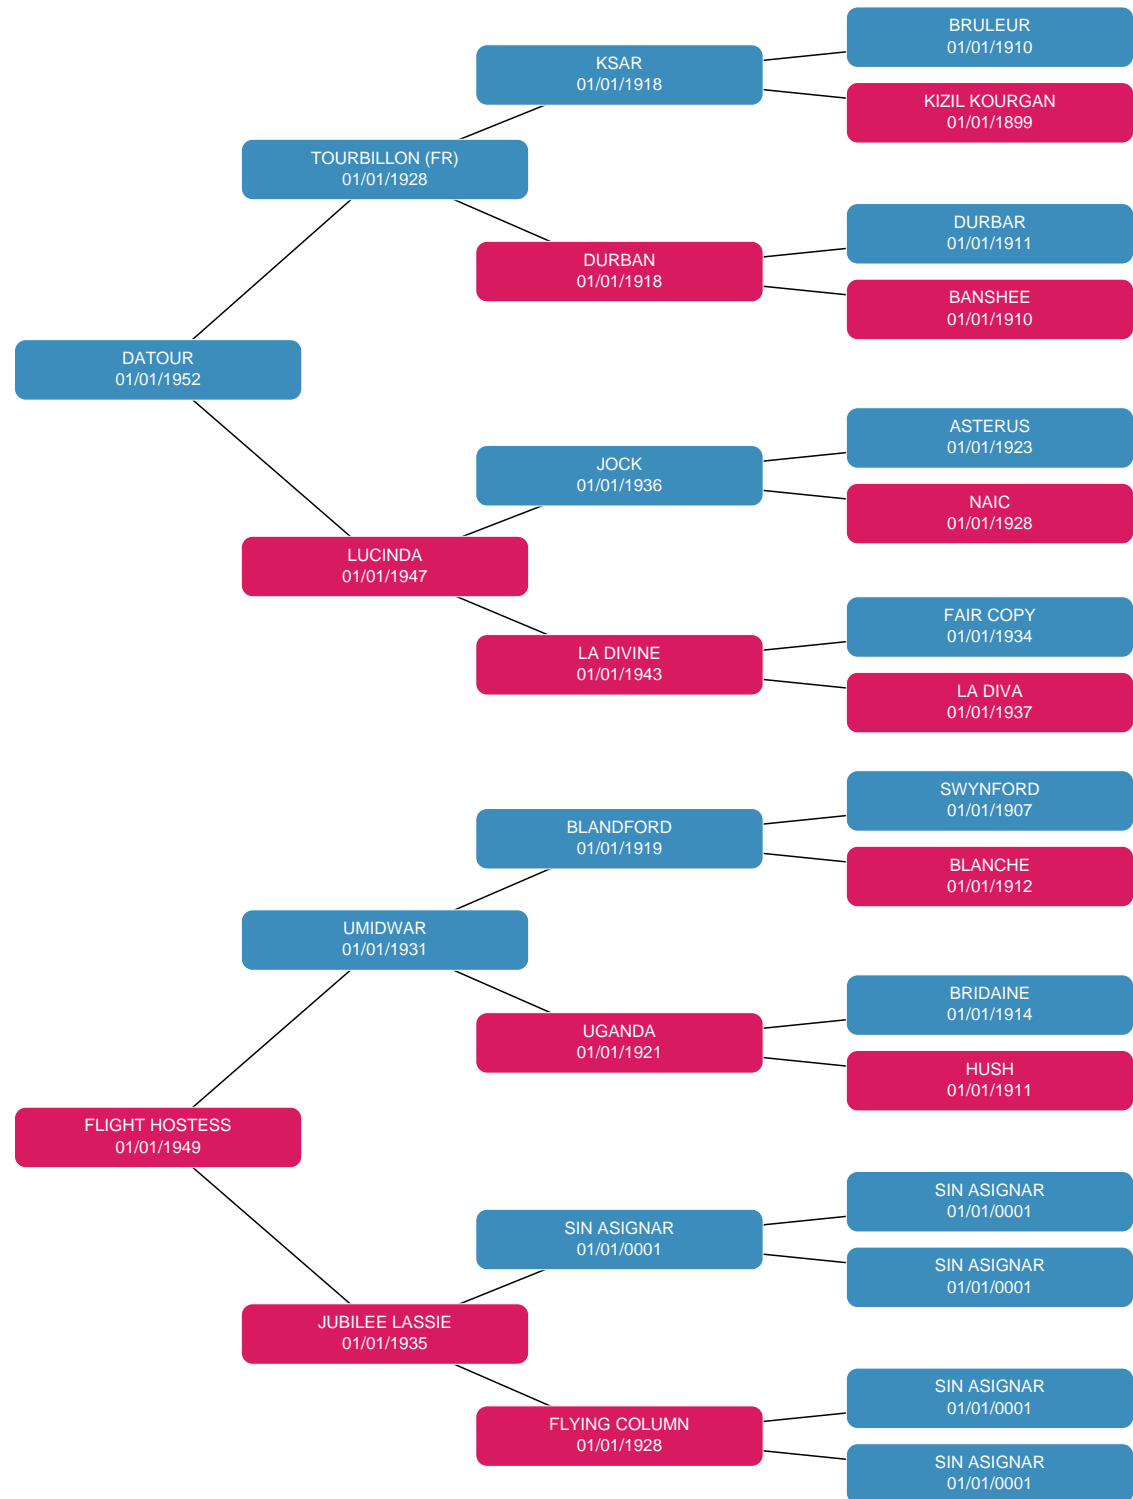 BRULEUR
01/01/1910
KSAR
01/01/1918
KIZIL KOURGAN
01/01/1899
TOURBILLON (FR)
01/01/1928
DURBAR
01/01/1911
DURBAN
01/01/1918
BANSHEE
01/01/1910
DATOUR
01/01/1952
ASTERUS
01/01/1923
JOCK
01/01/1936
NAIC
01/01/1928
LUCINDA
01/01/1947
FAIR COPY
01/01/1934
LA DIVINE
01/01/1943
LA DIVA
01/01/1937
SWYNFORD
01/01/1907
BLANDFORD
01/01/1919
BLANCHE
01/01/1912
UMIDWAR
01/01/1931
BRIDAINE
01/01/1914
UGANDA
01/01/1921
HUSH
01/01/1911
FLIGHT HOSTESS
01/01/1949
SIN ASIGNAR
01/01/0001
SIN ASIGNAR
01/01/0001
SIN ASIGNAR
01/01/0001
JUBILEE LASSIE
01/01/1935
SIN ASIGNAR
01/01/0001
FLYING COLUMN
01/01/1928
SIN ASIGNAR
01/01/0001